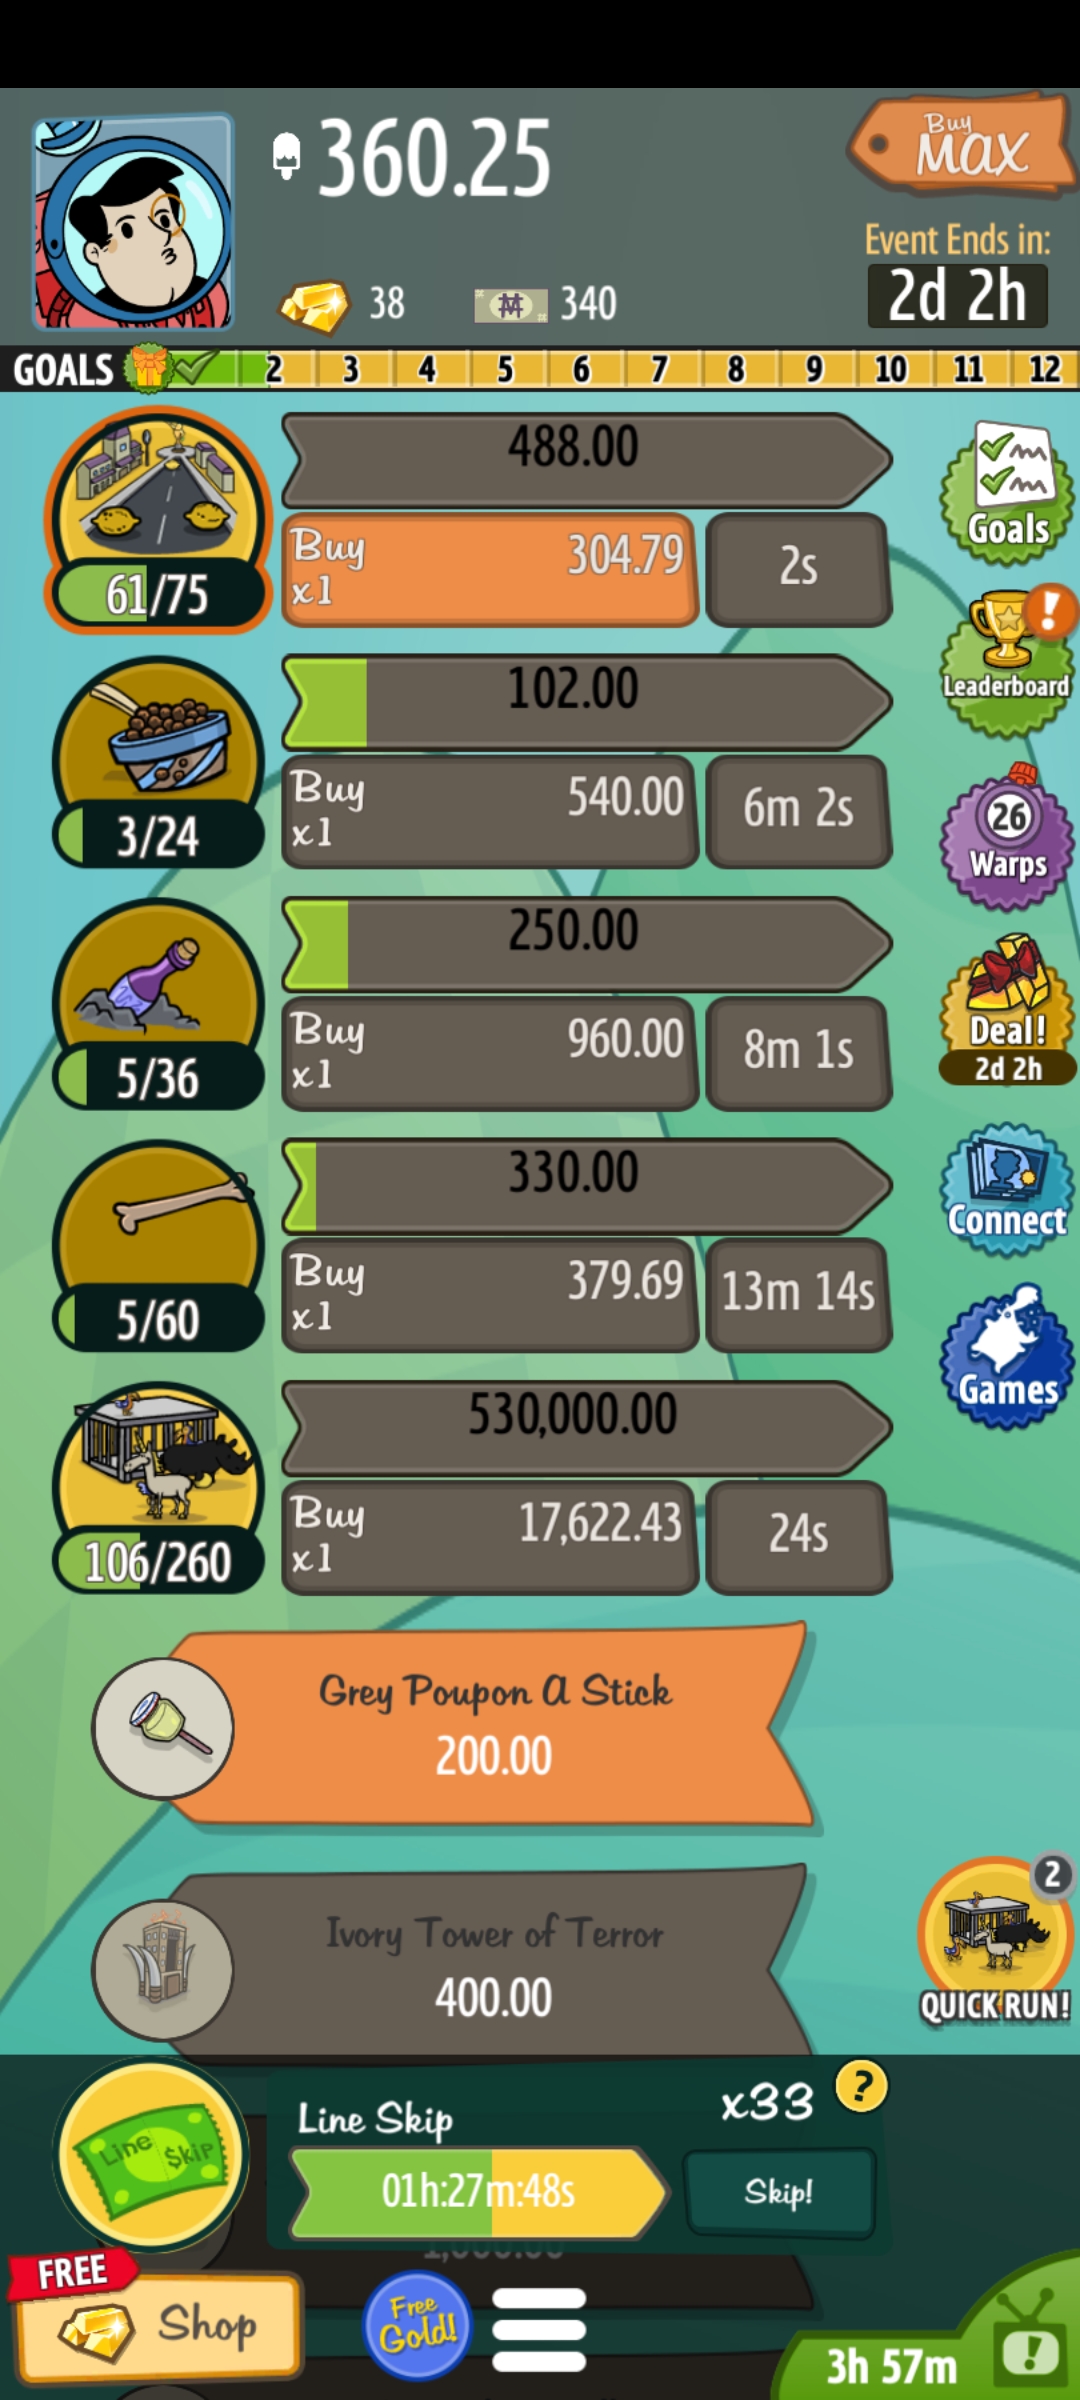 360.25
Buy
MAX
Event Ends in:
2d 2h
38
340
GOALS 2 3 4 5 6 7 8 9 10 11 12
488.00
Buy
x1
304.79
2s
61/75
Goals
Leaderboard
102.00
Buy
x1
540.00
6m 2s
3/24
26
Warps
250.00
Buy
x1
960.00
8m 1s
5/36
Deal!
2d 2h
330.00
Buy
x1
379.69
13m 14s
5/60
Connect
Games
530,000.00
Buy
x1
17,622.43
24s
106/260
Grey Poupon A Stick
200.00
Ivory Tower of Terror
400.00
2
QUICK RUN!
Line Skip
x33
?
Line $kip
01h:27m:48s
Skip!
1,000.00
FREE
Shop
Free
Gold!
3h 57m
!